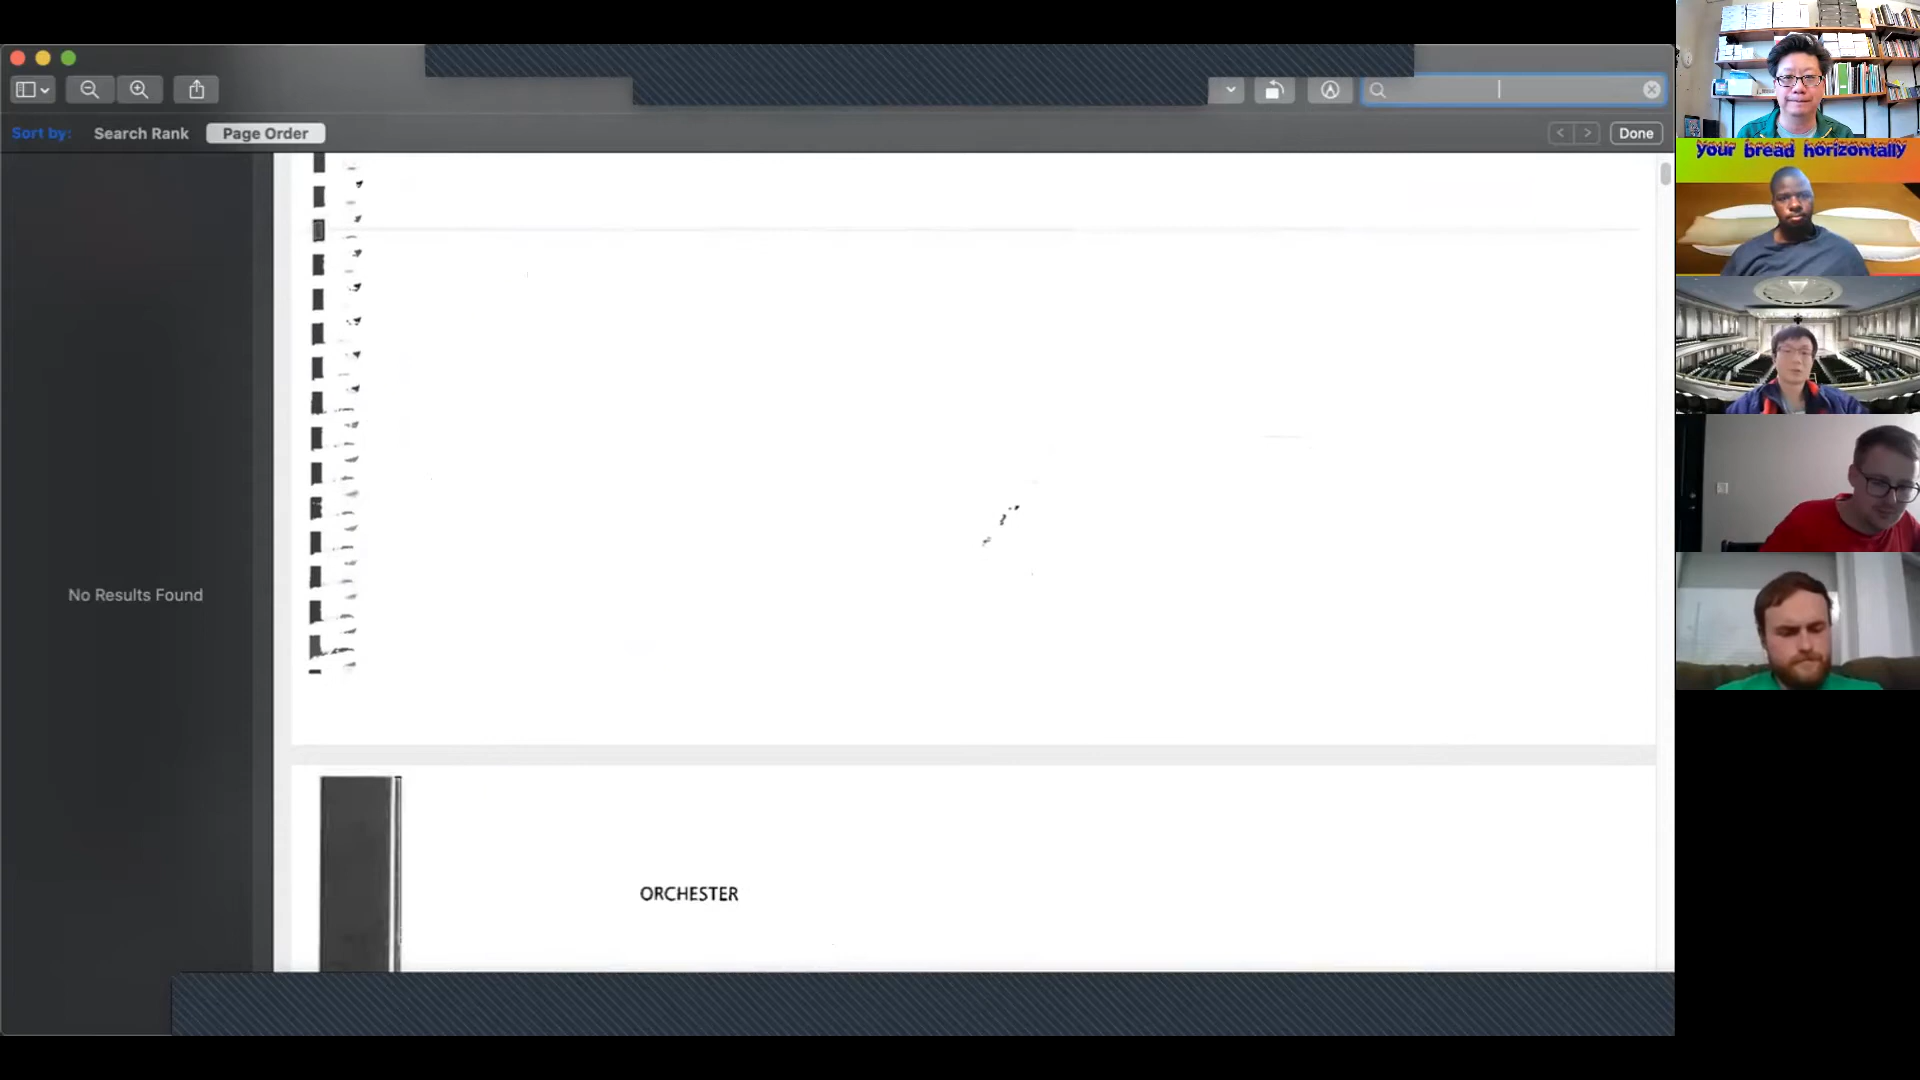 Sort by:
Search Rank
Page Order
Done
your bread horizontally
No Results Found
ORCHESTER